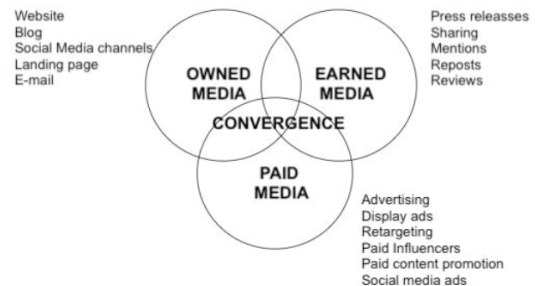 Website
Blog
Social Media channels
Landing page
E-mail
OWNED
MEDIA
EARNED
MEDIA
Press releasses
Sharing
Mentions
Reposts
Reviews
CONVERGENCE
PAID
MEDIA
Advertising
Display ads
Retargeting
Paid Influencers
Paid content promotion
Social media ads